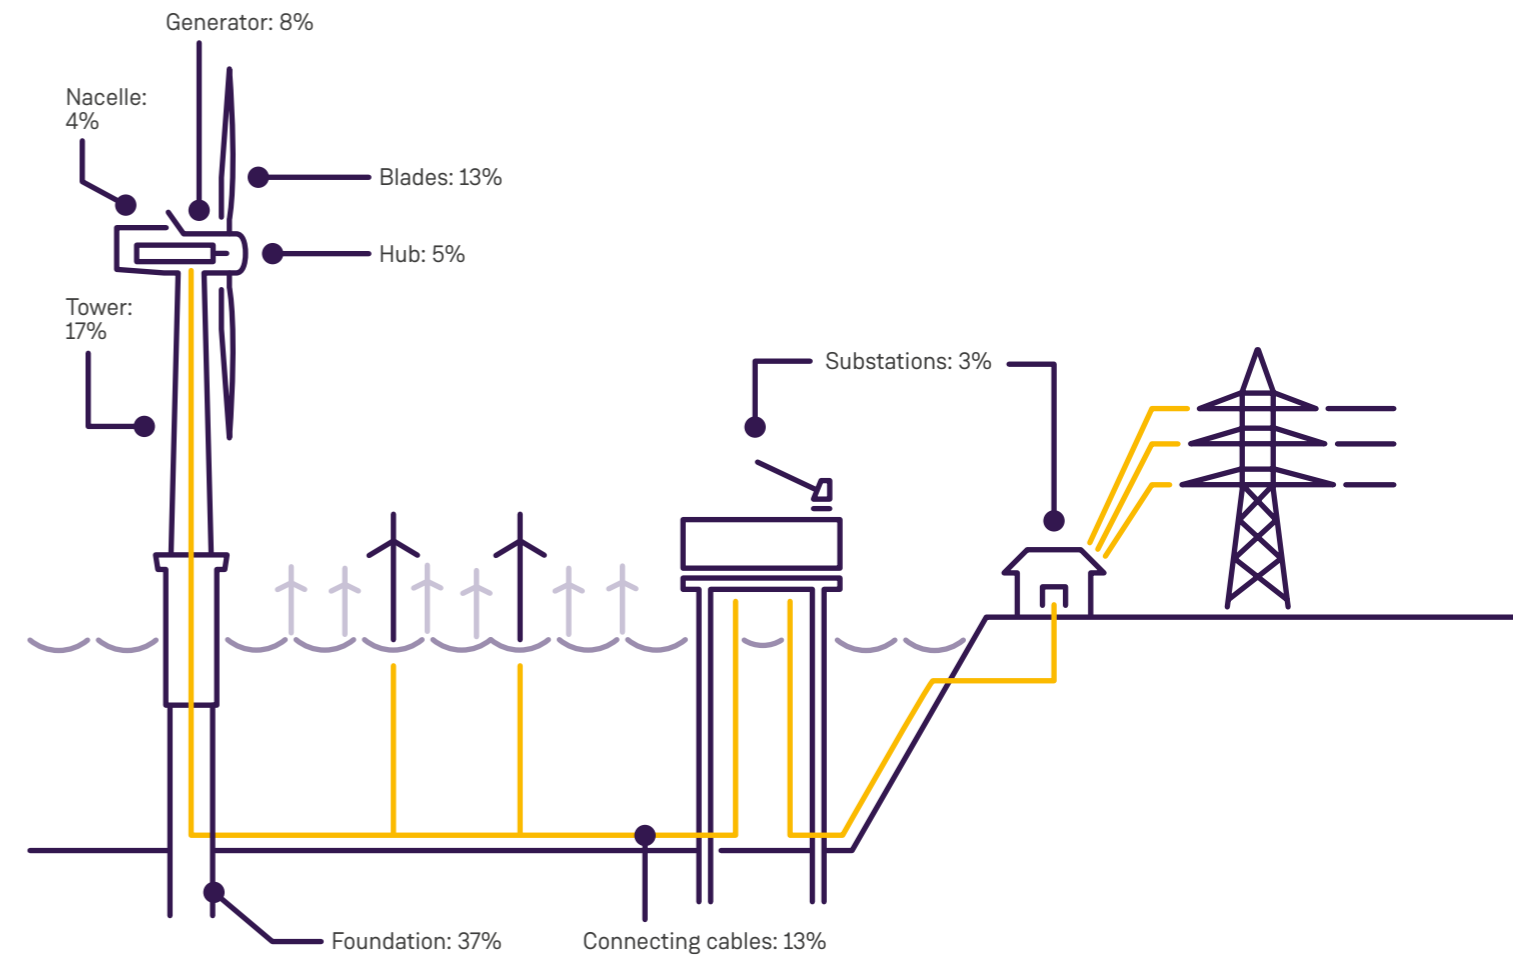 Generator: 8%
Nacelle:
4%
Blades: 13%
Hub: 5%
Tower:
17%
Substations: 3%
Foundation: 37%
Connecting cables: 13%